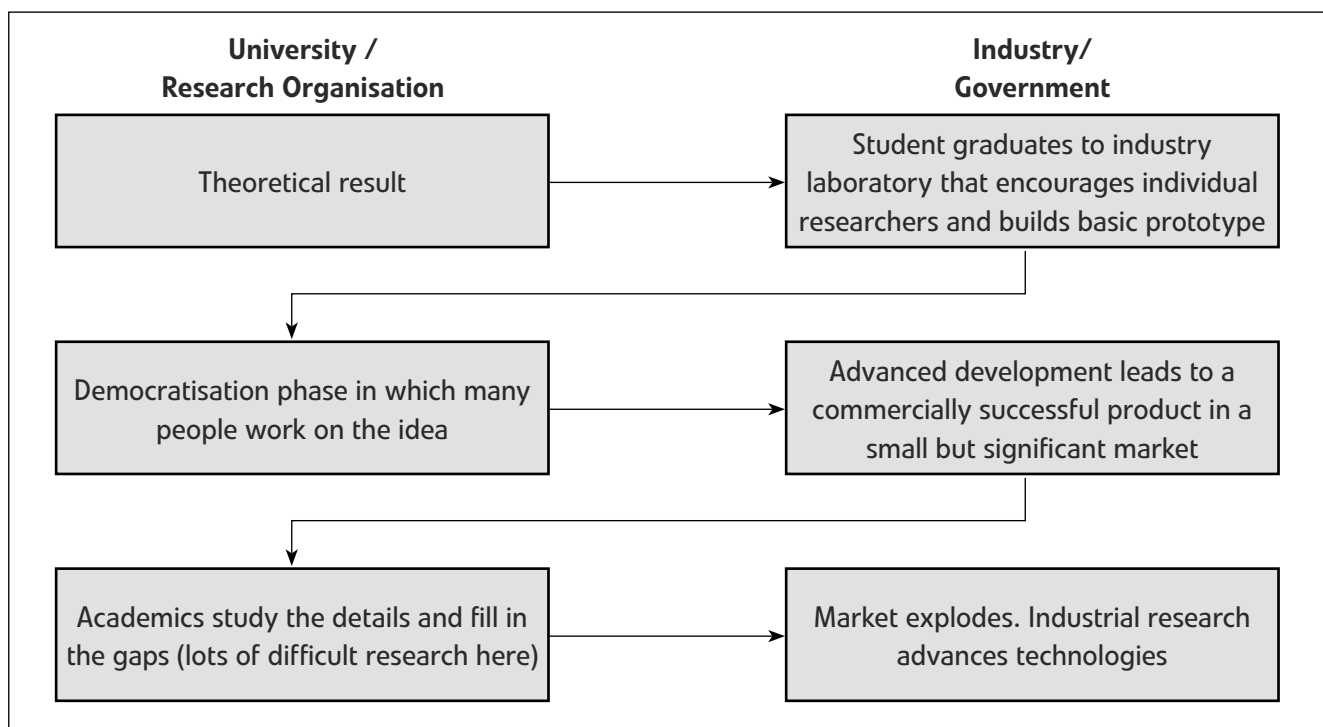 University /
Research Organisation
Industry/
Government
Theoretical result
Student graduates to industry
laboratory that encourages individual
researchers and builds basic prototype
Democratisation phase in which many
people work on the idea
Advanced development leads to a
commercially successful product in a
small but significant market
Academics study the details and fill in
the gaps (lots of difficult research here)
Market explodes. Industrial research
advances technologies